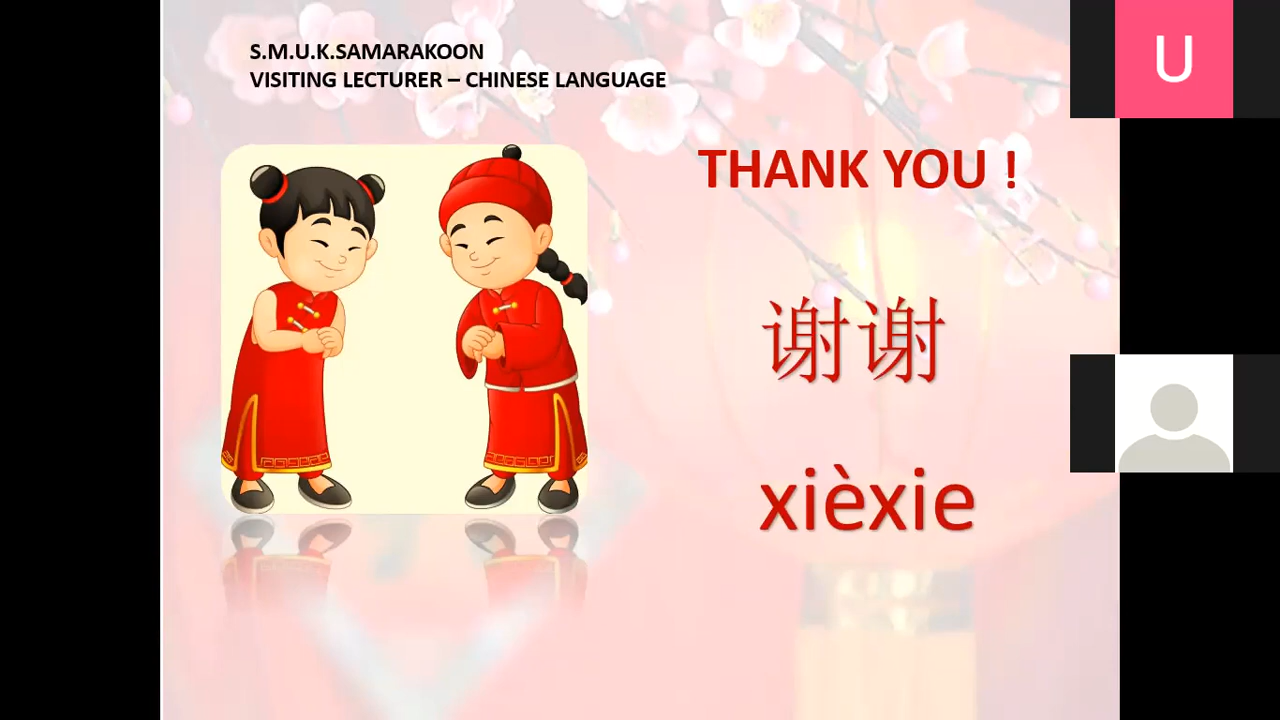 S.M.U.K.SAMARAKOON
VISITING LECTURER – CHINESE LANGUAGE
THANK YOU !
谢谢
xièxie
U